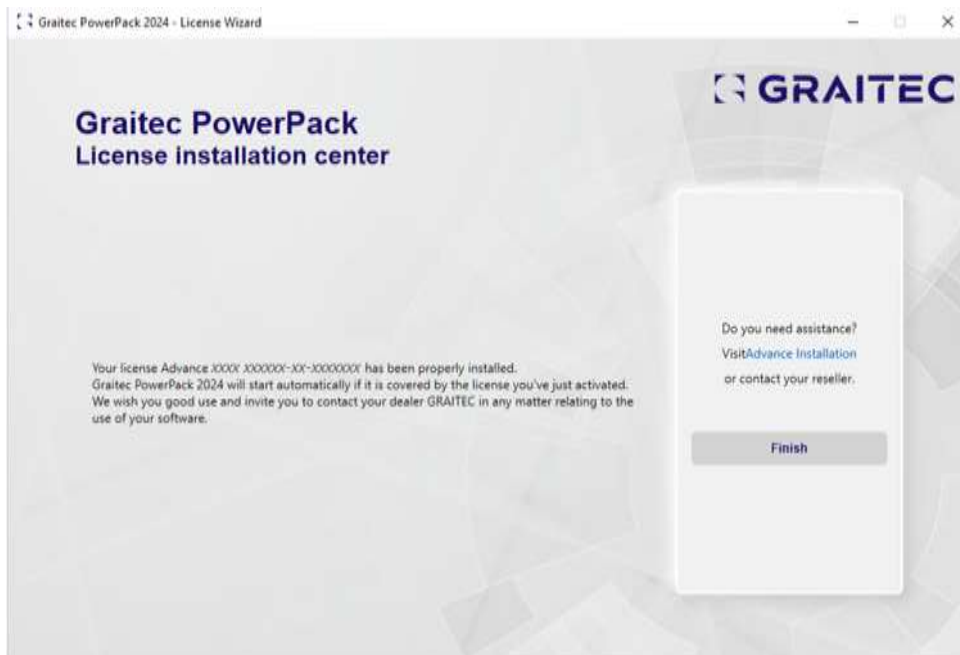 Graitec PowerPack 2024 - License Wizard
GRAITEC
Graitec PowerPack
License installation center
Your license Advance XXXX XXXXXX-XX-XXXXXXX has been properly installed.
Graitec PowerPack 2024 will start automatically if it is covered by the license you've just activated.
We wish you good use and invite you to contact your dealer GRAITEC in any matter relating to the
use of your software.
Do you need assistance?
VisitAdvance Installation
or contact your reseller.
Finish